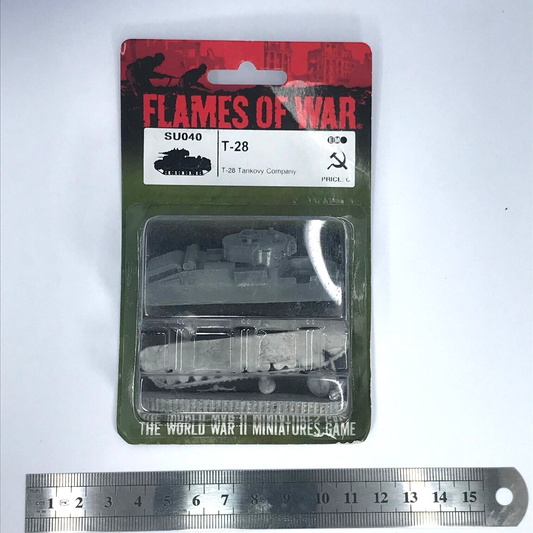 FLAMES OF WAR
SU040
T-28
T-28 Tankovy Company
PRICE: G
THE WORLD WAR II MINIATURES GAME
1 2 3 4 5 6 7 8 9 10 11 12 13 14 15